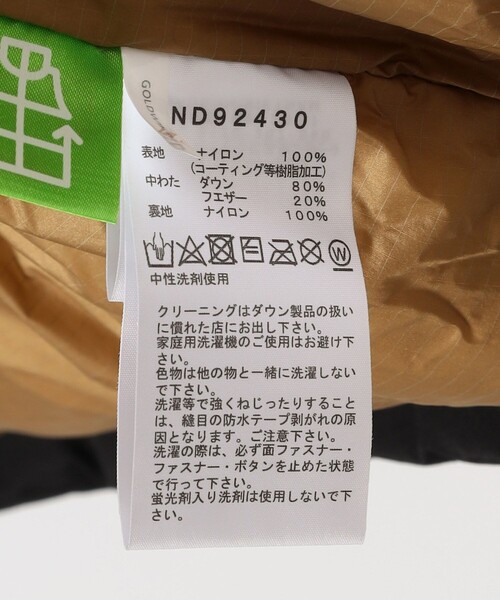 GOLDWIN
ND92430
表地 ナイロン 100%
(コーティング等樹脂加工)
中わた ダウン 80%
フェザー 20%
裏地 ナイロン 100%
W
中性洗剤使用
クリーニングはダウン製品の扱い
に慣れた店にお出し下さい。
家庭用洗濯機のご使用はお避け下
さい。
色物は他の物と一緒に洗濯しない
で下さい。
洗濯等で強くねじったりすること
は、縫目の防水テープ剥がれの原
因となります。ご注意下さい。
洗濯の際は、必ず面ファスナー・
ファスナー・ボタンを止めた状態
で行って下さい。
蛍光剤入り洗剤は使用しないで下
さい。